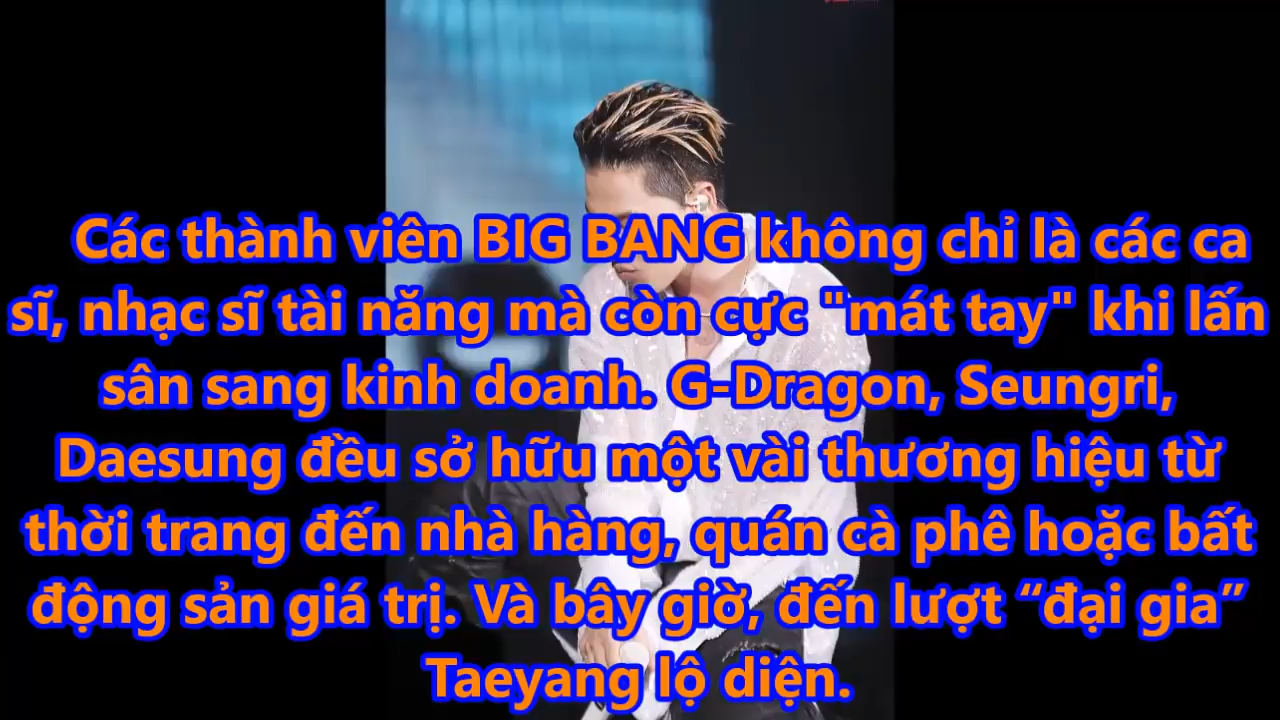 Các thành viên BIG BANG không chỉ là các ca
sĩ, nhạc sĩ tài năng mà còn cực "mát tay" khi lấn
sân sang kinh doanh. G-Dragon, Seungri,
Daesung đều sở hữu một vài thương hiệu từ
thời trang đến nhà hàng, quán cà phê hoặc bất
động sản giá trị. Và bây giờ, đến lượt “đại gia”
Taeyang lộ diện.